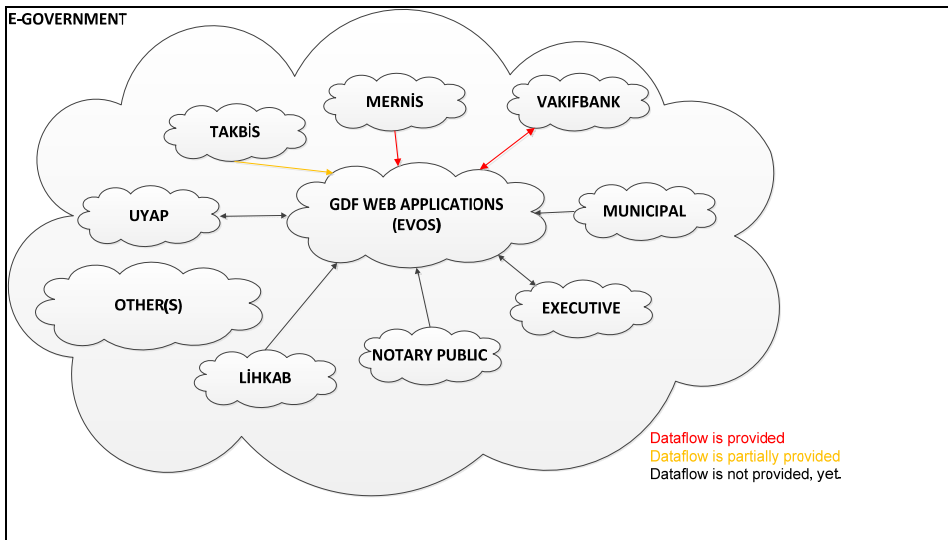 E-GOVERNMENT
MERNİS
VAKIFBANK
TAKBİS
GDF WEB APPLICATIONS
(EVOS)
UYAP
MUNICIPAL
OTHER(S)
EXECUTIVE
NOTARY PUBLIC
LİHKAB
Dataflow is provided
Dataflow is partially provided
Dataflow is not provided, yet.